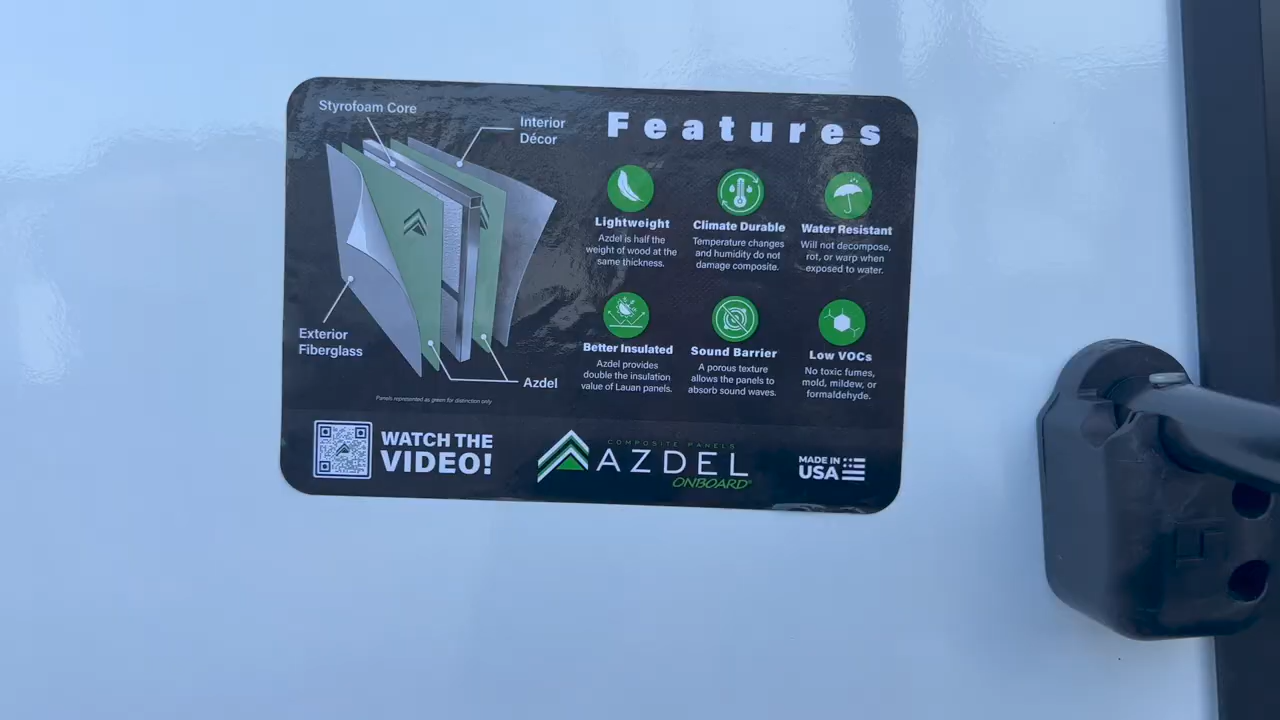 Styrofoam Core
Interior
Décor
Exterior
Fiberglass
Azdel
Panels represented as green for distinction only
Features
Lightweight
Azdel is half the
weight of wood at the
same thickness.
Climate Durable
Temperature changes
and humidity do not
damage composite.
Water Resistant
Will not decompose,
rot, or warp when
exposed to water.
Better Insulated
Azdel provides
double the insulation
value of Lauan panels.
Sound Barrier
A porous texture
allows the panels to
absorb sound waves.
Low VOCs
No toxic fumes,
mold, mildew, or
formaldehyde.
WATCH THE
VIDEO!
COMPOSITE PANELS
AZDEL
ONBOARD®
MADE IN
USA